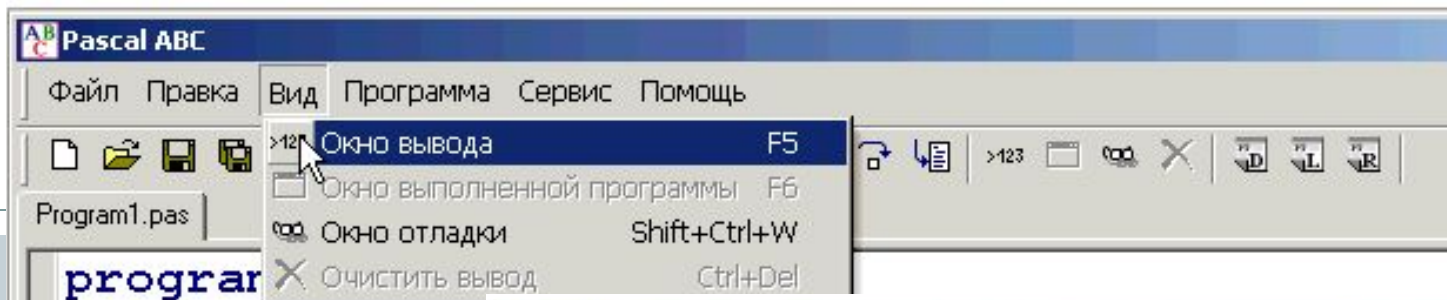 Pascal ABC
Файл Правка Вид Программа Сервис Помощь
Окно вывода F5
>123
Окно выполненной программы F6
Program1.pas
Окно отладки Shift+Ctrl+W
Очистить вывод Ctrl+Del